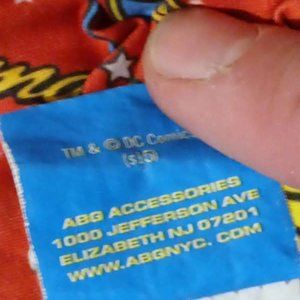 TM & © DC Comics
(s15)
ABG ACCESSORIES
1000 JEFFERSON AVE
ELIZABETH NJ 07201
WWW.ABGNYC. COM